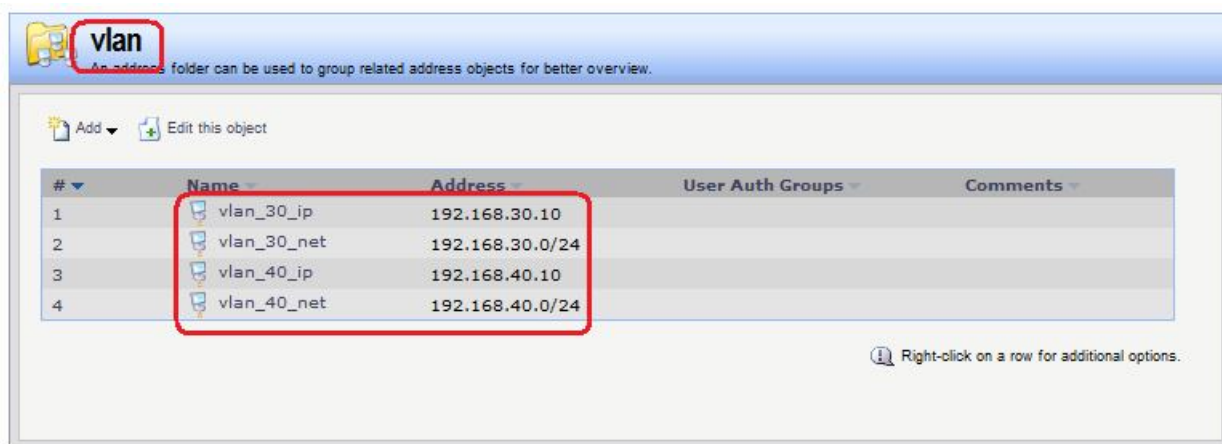 vlan
An address folder can be used to group related address objects for better overview.
Add Edit this object
# Name Address User Auth Groups Comments
1 vlan_30_ip 192.168.30.10
2 vlan_30_net 192.168.30.0/24
3 vlan_40_ip 192.168.40.10
4 vlan_40_net 192.168.40.0/24
Right-click on a row for additional options.